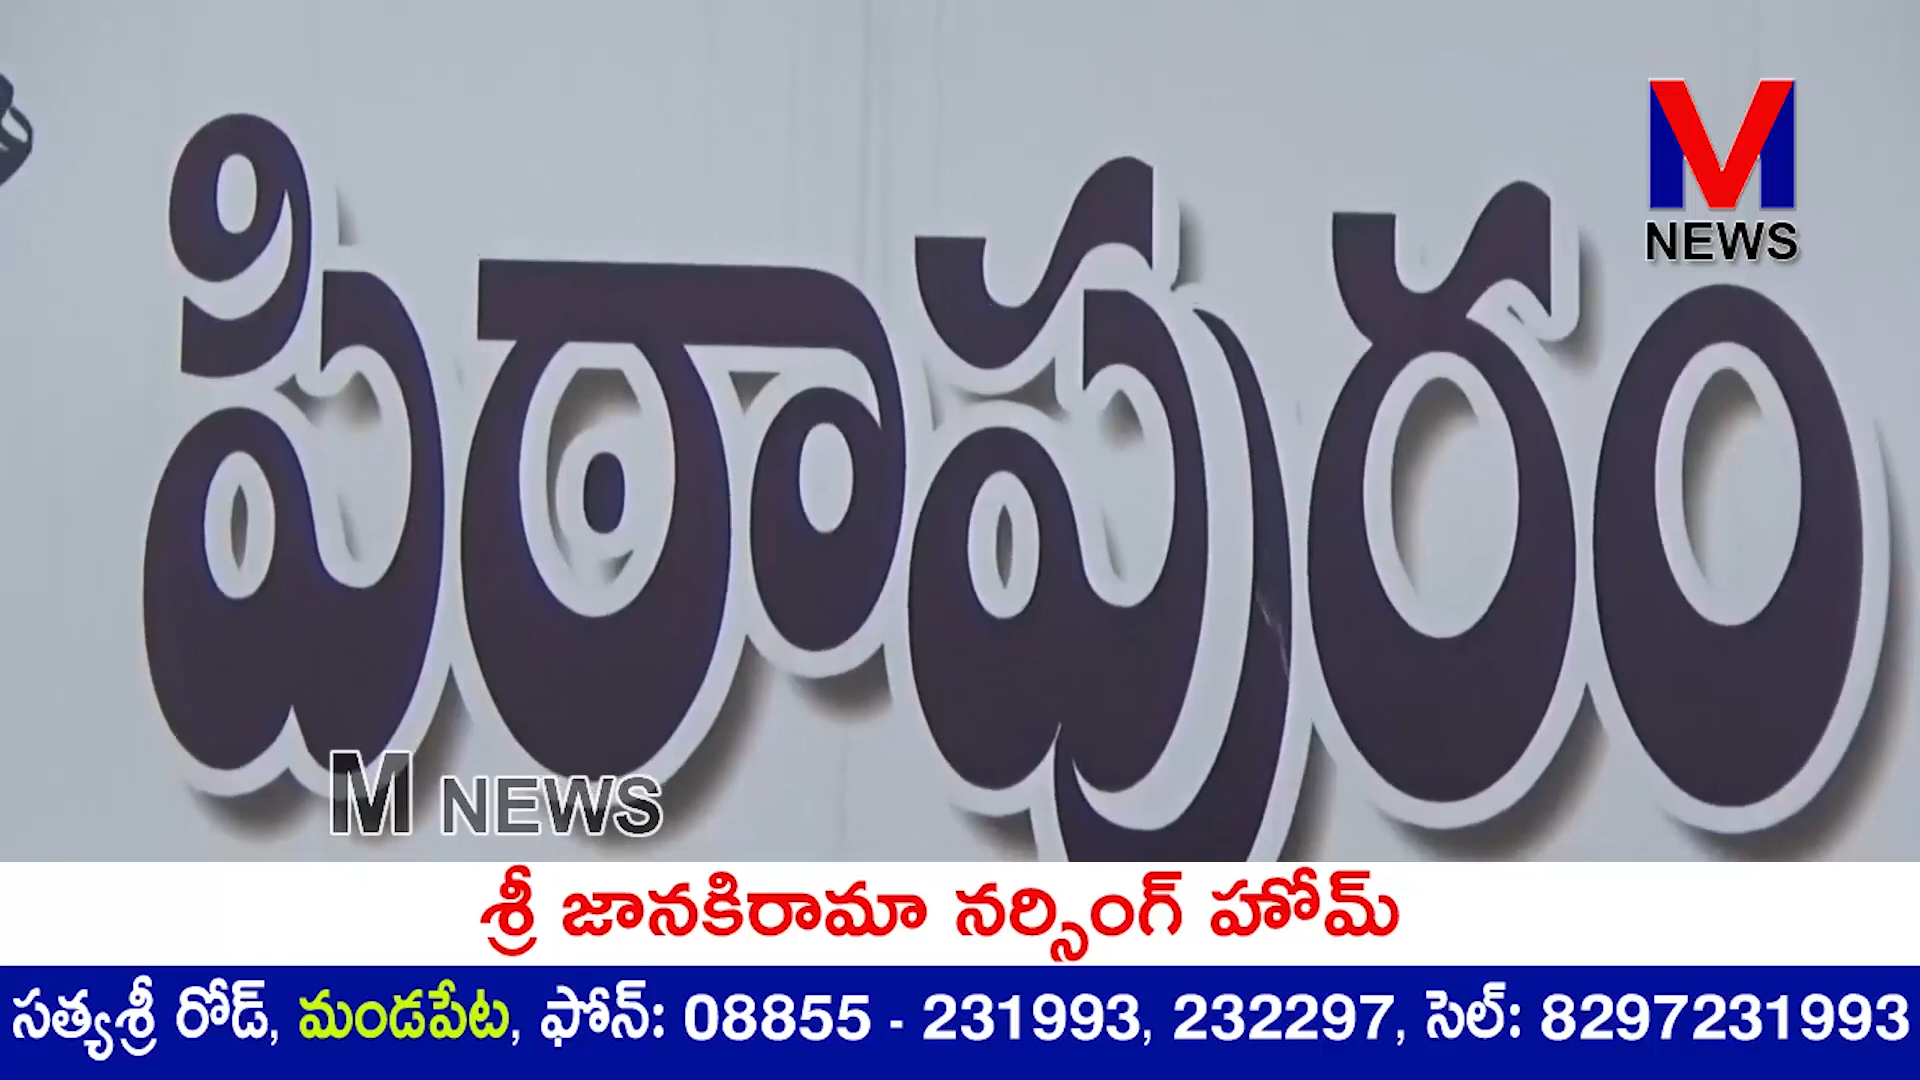 M
NEWS
పిఠాపురం
M NEWS
శ్రీ జానకిరామా నర్సింగ్ హోమ్
సత్యశ్రీ రోడ్, మండపేట, ఫోన్: 08855 - 231993, 232297, సెల్: 8297231993